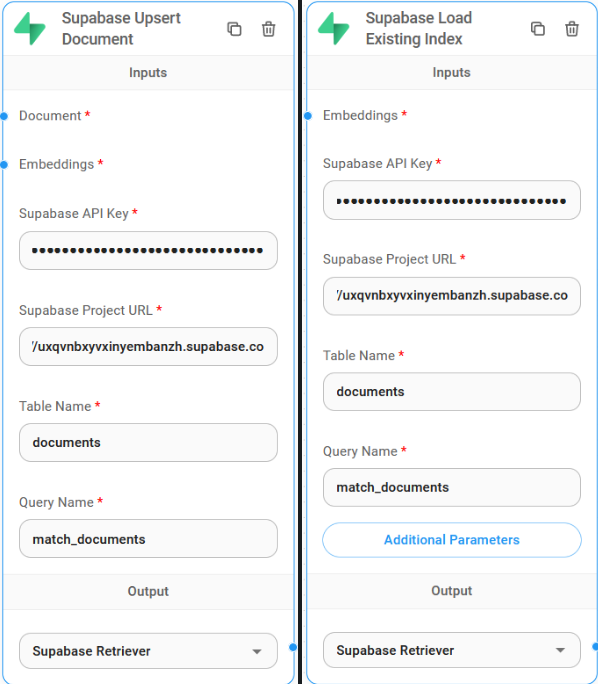 Supabase Upsert
Document
Inputs
Document *
Embeddings *
Supabase API Key *
••••••••••••••••••••••••••••••
Supabase Project URL *
'/uxqvnbxyvxinyembanzh.supabase.co
Table Name *
documents
Query Name *
match_documents
Output
Supabase Retriever
Supabase Load
Existing Index
Inputs
Embeddings *
Supabase API Key *
••••••••••••••••••••••••••••••
Supabase Project URL *
'/uxqvnbxyvxinyembanzh.supabase.co
Table Name *
documents
Query Name *
match_documents
Additional Parameters
Output
Supabase Retriever